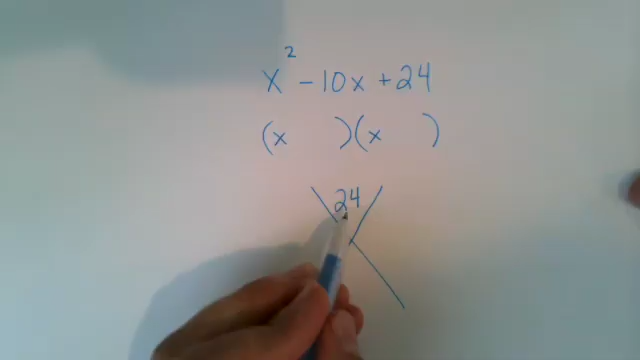 x² - 10x + 24
(x    )(x    )
24